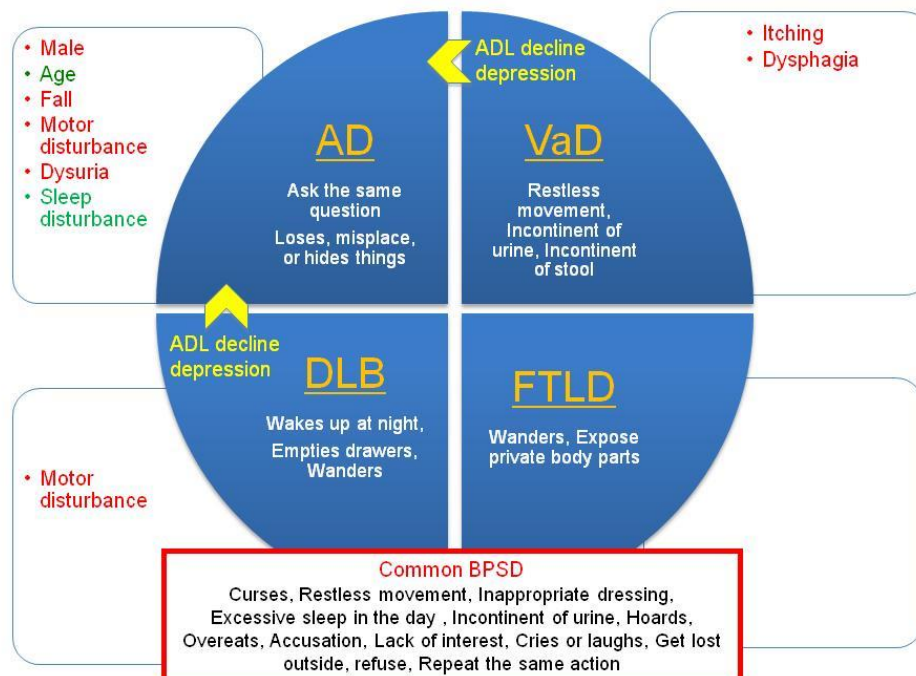 • Male
• Age
• Fall
• Motor
disturbance
• Dysuria
• Sleep
disturbance
ADL decline
depression
• Itching
• Dysphagia
AD
Ask the same
question
Loses, misplace,
or hides things
VaD
Restless
movement,
Incontinent of
urine, Incontinent
of stool
ADL decline
depression
DLB
Wakes up at night,
Empties drawers,
Wanders
FTLD
Wanders, Expose
private body parts
• Motor
disturbance
Common BPSD
Curses, Restless movement, Inappropriate dressing,
Excessive sleep in the day , Incontinent of urine, Hoards,
Overeats, Accusation, Lack of interest, Cries or laughs, Get lost
outside, refuse, Repeat the same action